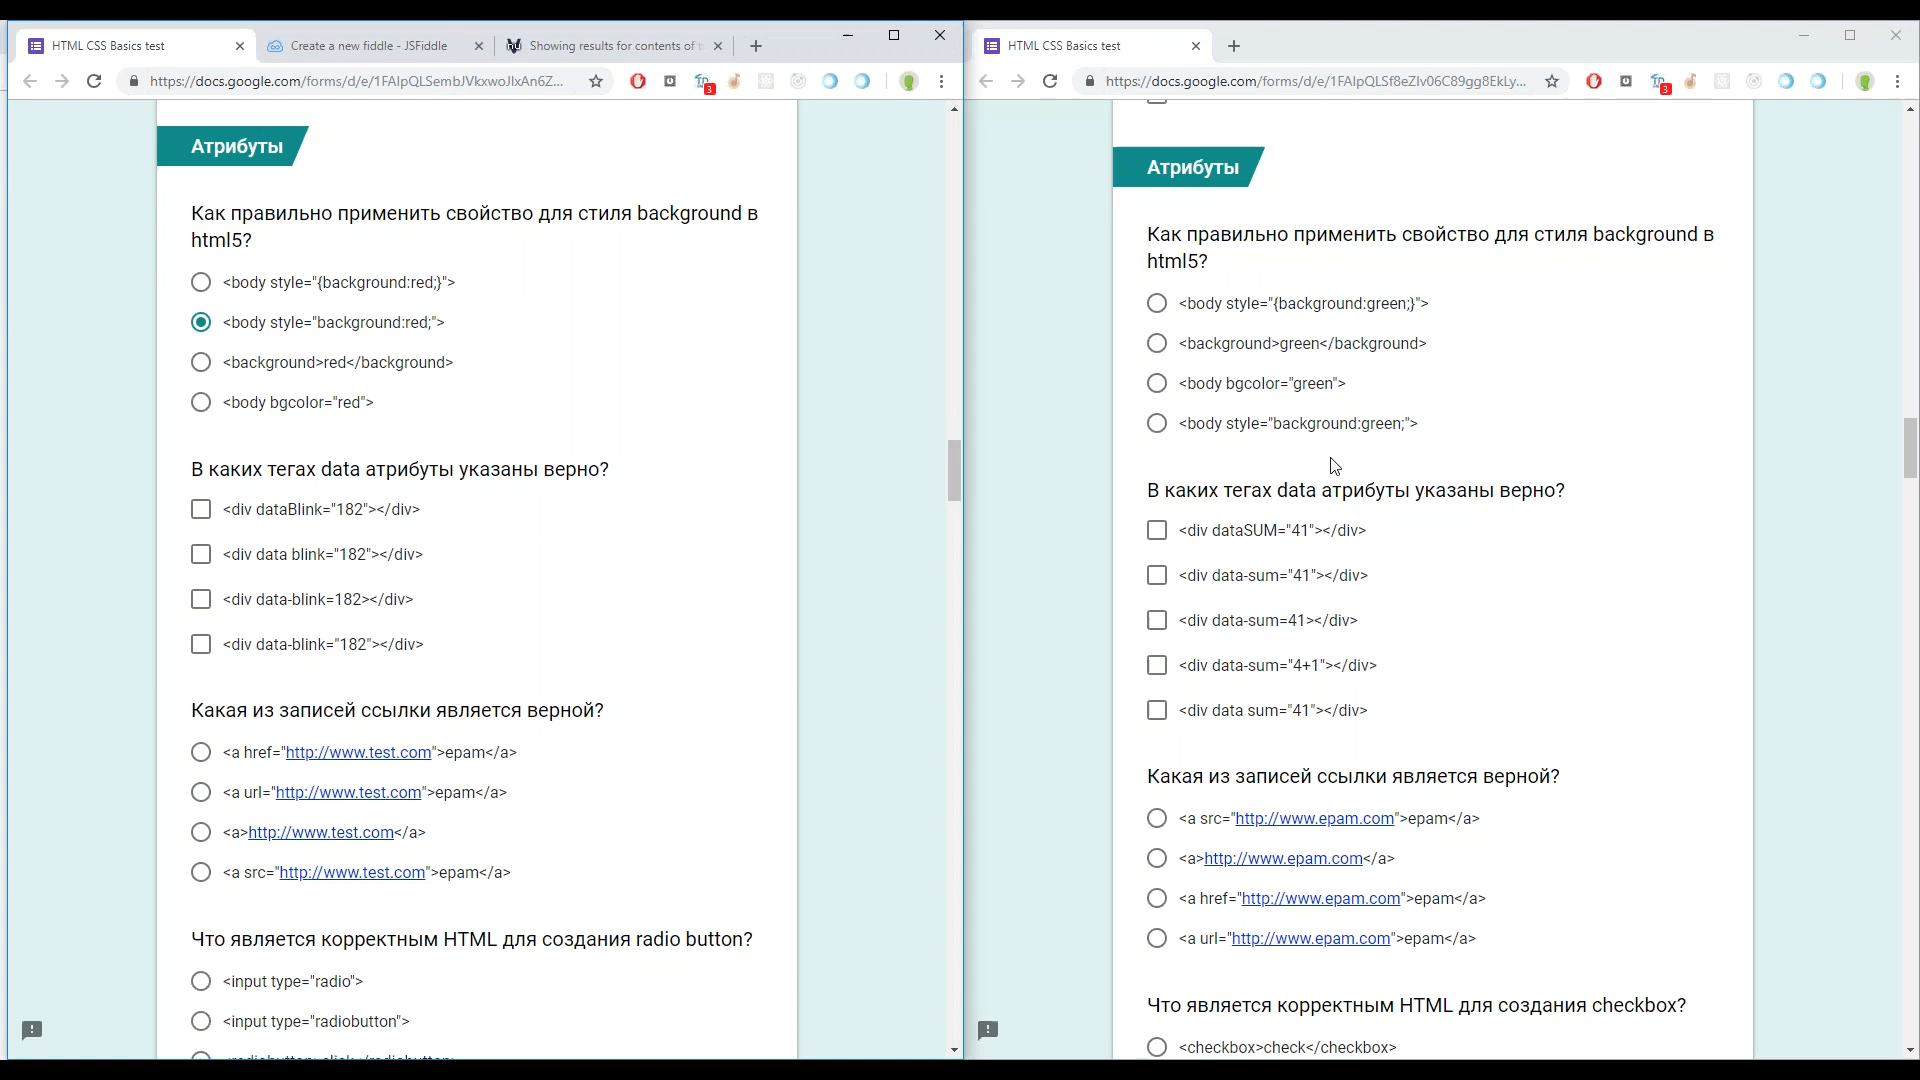 HTML CSS Basics test
Create a new fiddle - JSFiddle
Showing results for contents of
https://docs.google.com/forms/d/e/1FAIpQLSembJVkxwoJlxAn6Z...
3
Атрибуты
Как правильно применить свойство для стиля background в
html5?
<body style="{background:red;}">
<body style="background:red;">
<background>red</background>
<body bgcolor="red">
В каких тегах data атрибуты указаны верно?
<div dataBlink="182"></div>
<div data blink="182"></div>
<div data-blink=182></div>
<div data-blink="182"></div>
Какая из записей ссылки является верной?
<a href="http://www.test.com">epam</a>
<a url="http://www.test.com">epam</a>
<a>http://www.test.com</a>
<a src="http://www.test.com">epam</a>
Что является корректным HTML для создания radio button?
<input type="radio">
<input type="radiobutton">
HTML CSS Basics test
https://docs.google.com/forms/d/e/1FAIpQLSf8eZIv06C89gg8EkLy...
3
Атрибуты
Как правильно применить свойство для стиля background в
html5?
<body style="{background:green;}">
<background>green</background>
<body bgcolor="green">
<body style="background:green;">
В каких тегах data атрибуты указаны верно?
<div dataSUM="41"></div>
<div data-sum="41"></div>
<div data-sum=41></div>
<div data-sum="4+1"></div>
<div data sum="41"></div>
Какая из записей ссылки является верной?
<a src="http://www.epam.com">epam</a>
<a>http://www.epam.com</a>
<a href="http://www.epam.com">epam</a>
<a url="http://www.epam.com">epam</a>
Что является корректным HTML для создания checkbox?
<checkbox>check</checkbox>